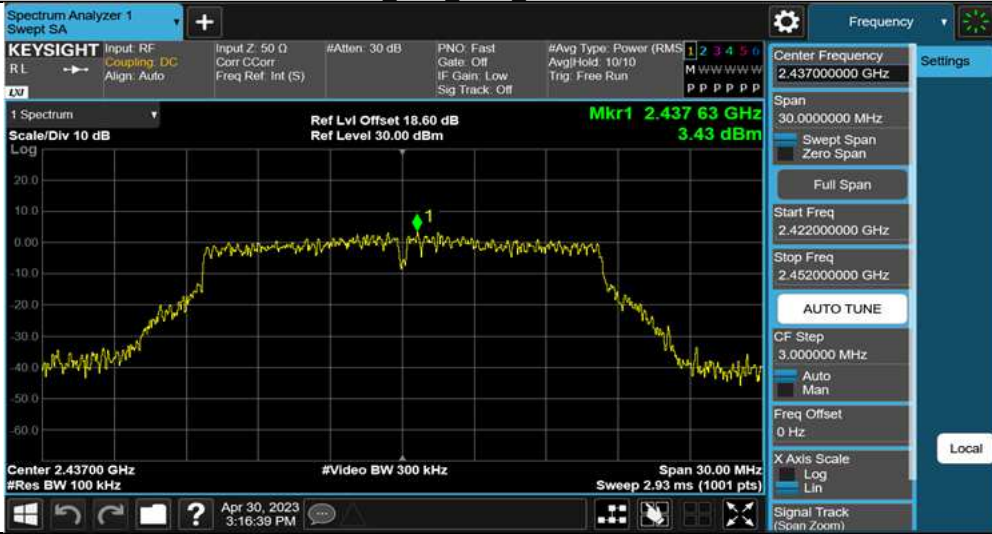 Spectrum Analyzer 1
Swept SA
+
Frequency
KEYSIGHT
RL
LXI
Input: RF
Coupling: DC
Align: Auto
Input Z: 50 Ω
Corr CCorr
Freq Ref: Int (S)
#Atten: 30 dB
PNO: Fast
Gate: Off
IF Gain: Low
Sig Track: Off
#Avg Type: Power (RMS
Avg|Hold: 10/10
Trig: Free Run
1 2 3 4 5 6
M W W W W W
P P P P P P
1 Spectrum
Scale/Div 10 dB
Ref Lvl Offset 18.60 dB
Ref Level 30.00 dBm
Mkr1 2.437 63 GHz
3.43 dBm
Log
20.0
10.0
0.00
-10.0
-20.0
-30.0
-40.0
-50.0
-60.0
1
Center 2.43700 GHz
#Res BW 100 kHz
#Video BW 300 kHz
Span 30.00 MHz
Sweep 2.93 ms (1001 pts)
?
Apr 30, 2023
3:16:39 PM
Center Frequency
2.437000000 GHz
Span
30.0000000 MHz
Swept Span
Zero Span
Full Span
Start Freq
2.422000000 GHz
Stop Freq
2.452000000 GHz
AUTO TUNE
CF Step
3.000000 MHz
Auto
Man
Freq Offset
0 Hz
X Axis Scale
Log
Lin
Signal Track
(Span Zoom)
Settings
Local